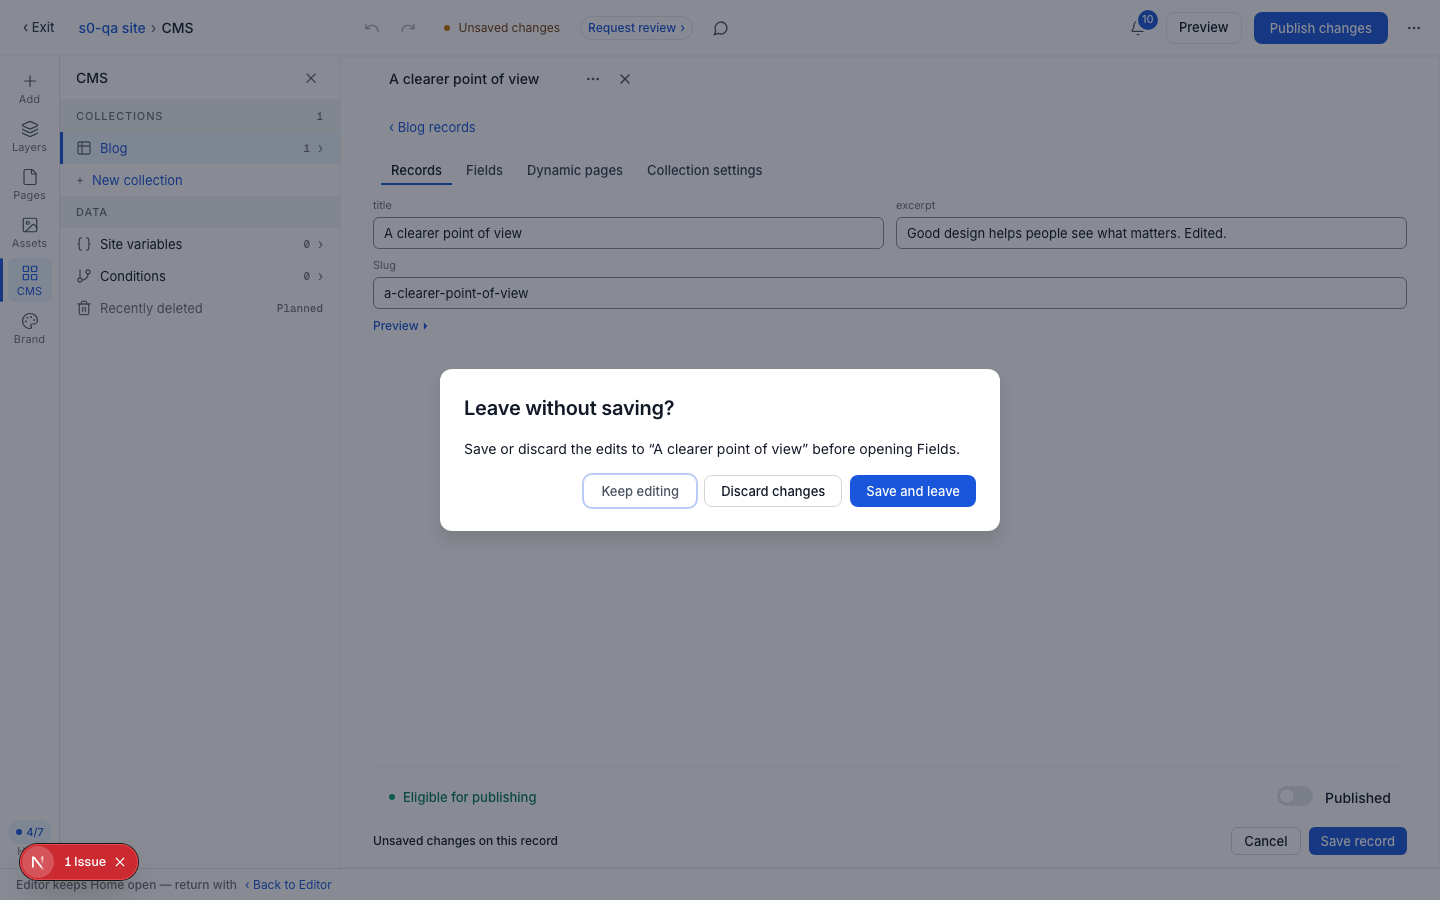 ‹ Exit
s0-qa site › CMS
Unsaved changes
Request review ›
10
Preview
Publish changes
Add
Layers
Pages
Assets
CMS
Brand
4/7
CMS
COLLECTIONS 1
Blog 1 ›
+ New collection
DATA
Site variables 0 ›
Conditions 0 ›
Recently deleted Planned
A clearer point of view
‹ Blog records
Records Fields Dynamic pages Collection settings
title
A clearer point of view
excerpt
Good design helps people see what matters. Edited.
Slug
a-clearer-point-of-view
Preview
Leave without saving?
Save or discard the edits to “A clearer point of view” before opening Fields.
Keep editing
Discard changes
Save and leave
Eligible for publishing
Published
Unsaved changes on this record
Cancel
Save record
N 1 Issue
Editor keeps Home open — return with ‹ Back to Editor